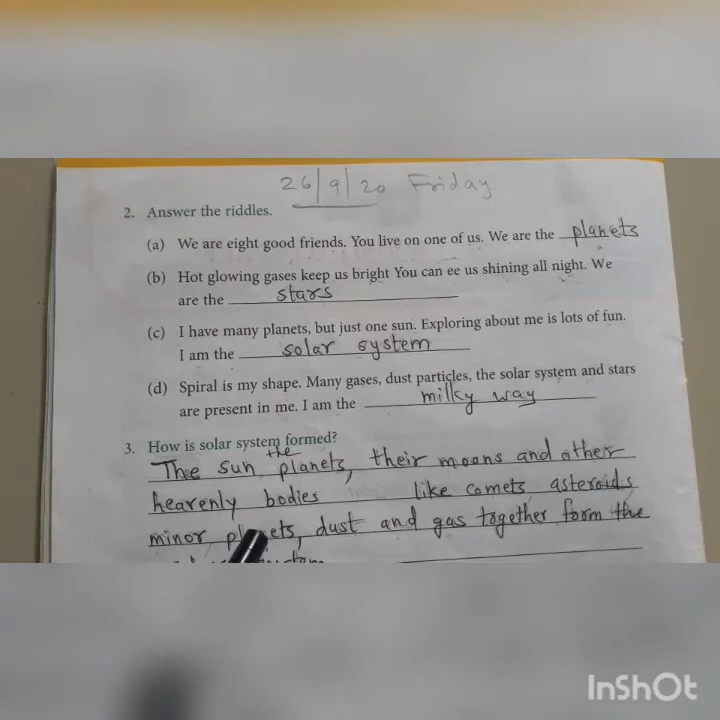 26/9/20 Friday
2. Answer the riddles.
(a) We are eight good friends. You live on one of us. We are the planets
(b) Hot glowing gases keep us bright You can ee us shining all night. We
are the stars
(c) I have many planets, but just one sun. Exploring about me is lots of fun.
I am the solar system
(d) Spiral is my shape. Many gases, dust particles, the solar system and stars
are present in me. I am the milky way
3. How is solar system formed?
the
Thee sun planets, their moons and other
heavenly bodies like comets asteroids
minor planets, dust and gas together form the
InShOt